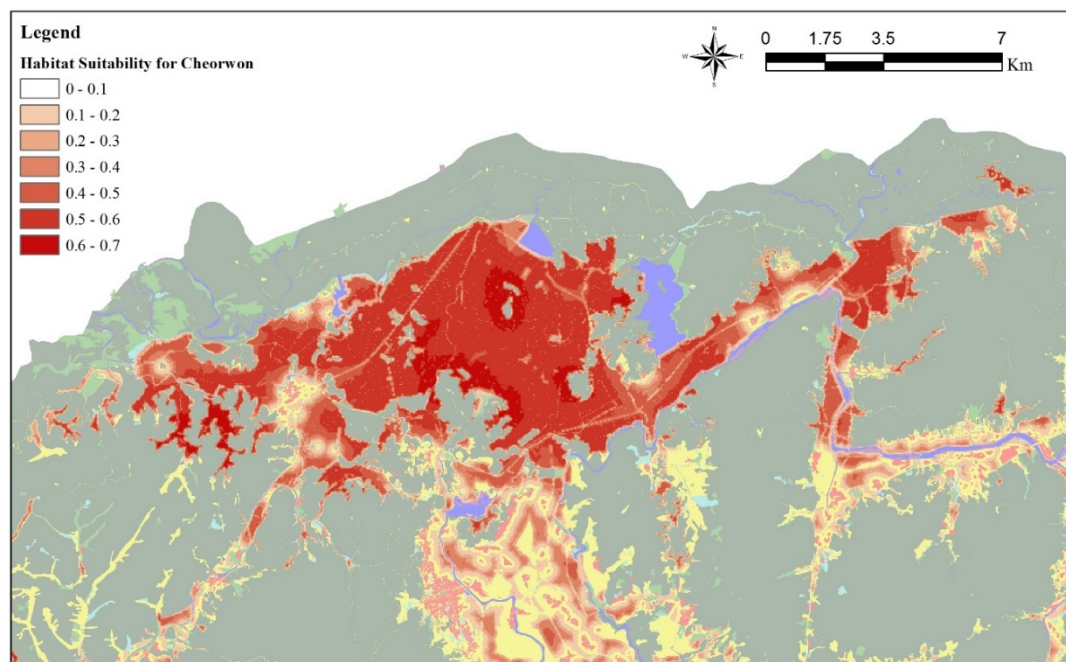 Legend
Habitat Suitability for Cheorwon
0 - 0.1
0.1 - 0.2
0.2 - 0.3
0.3 - 0.4
0.4 - 0.5
0.5 - 0.6
0.6 - 0.7
N
W E
S
0 1.75 3.5 7
Km